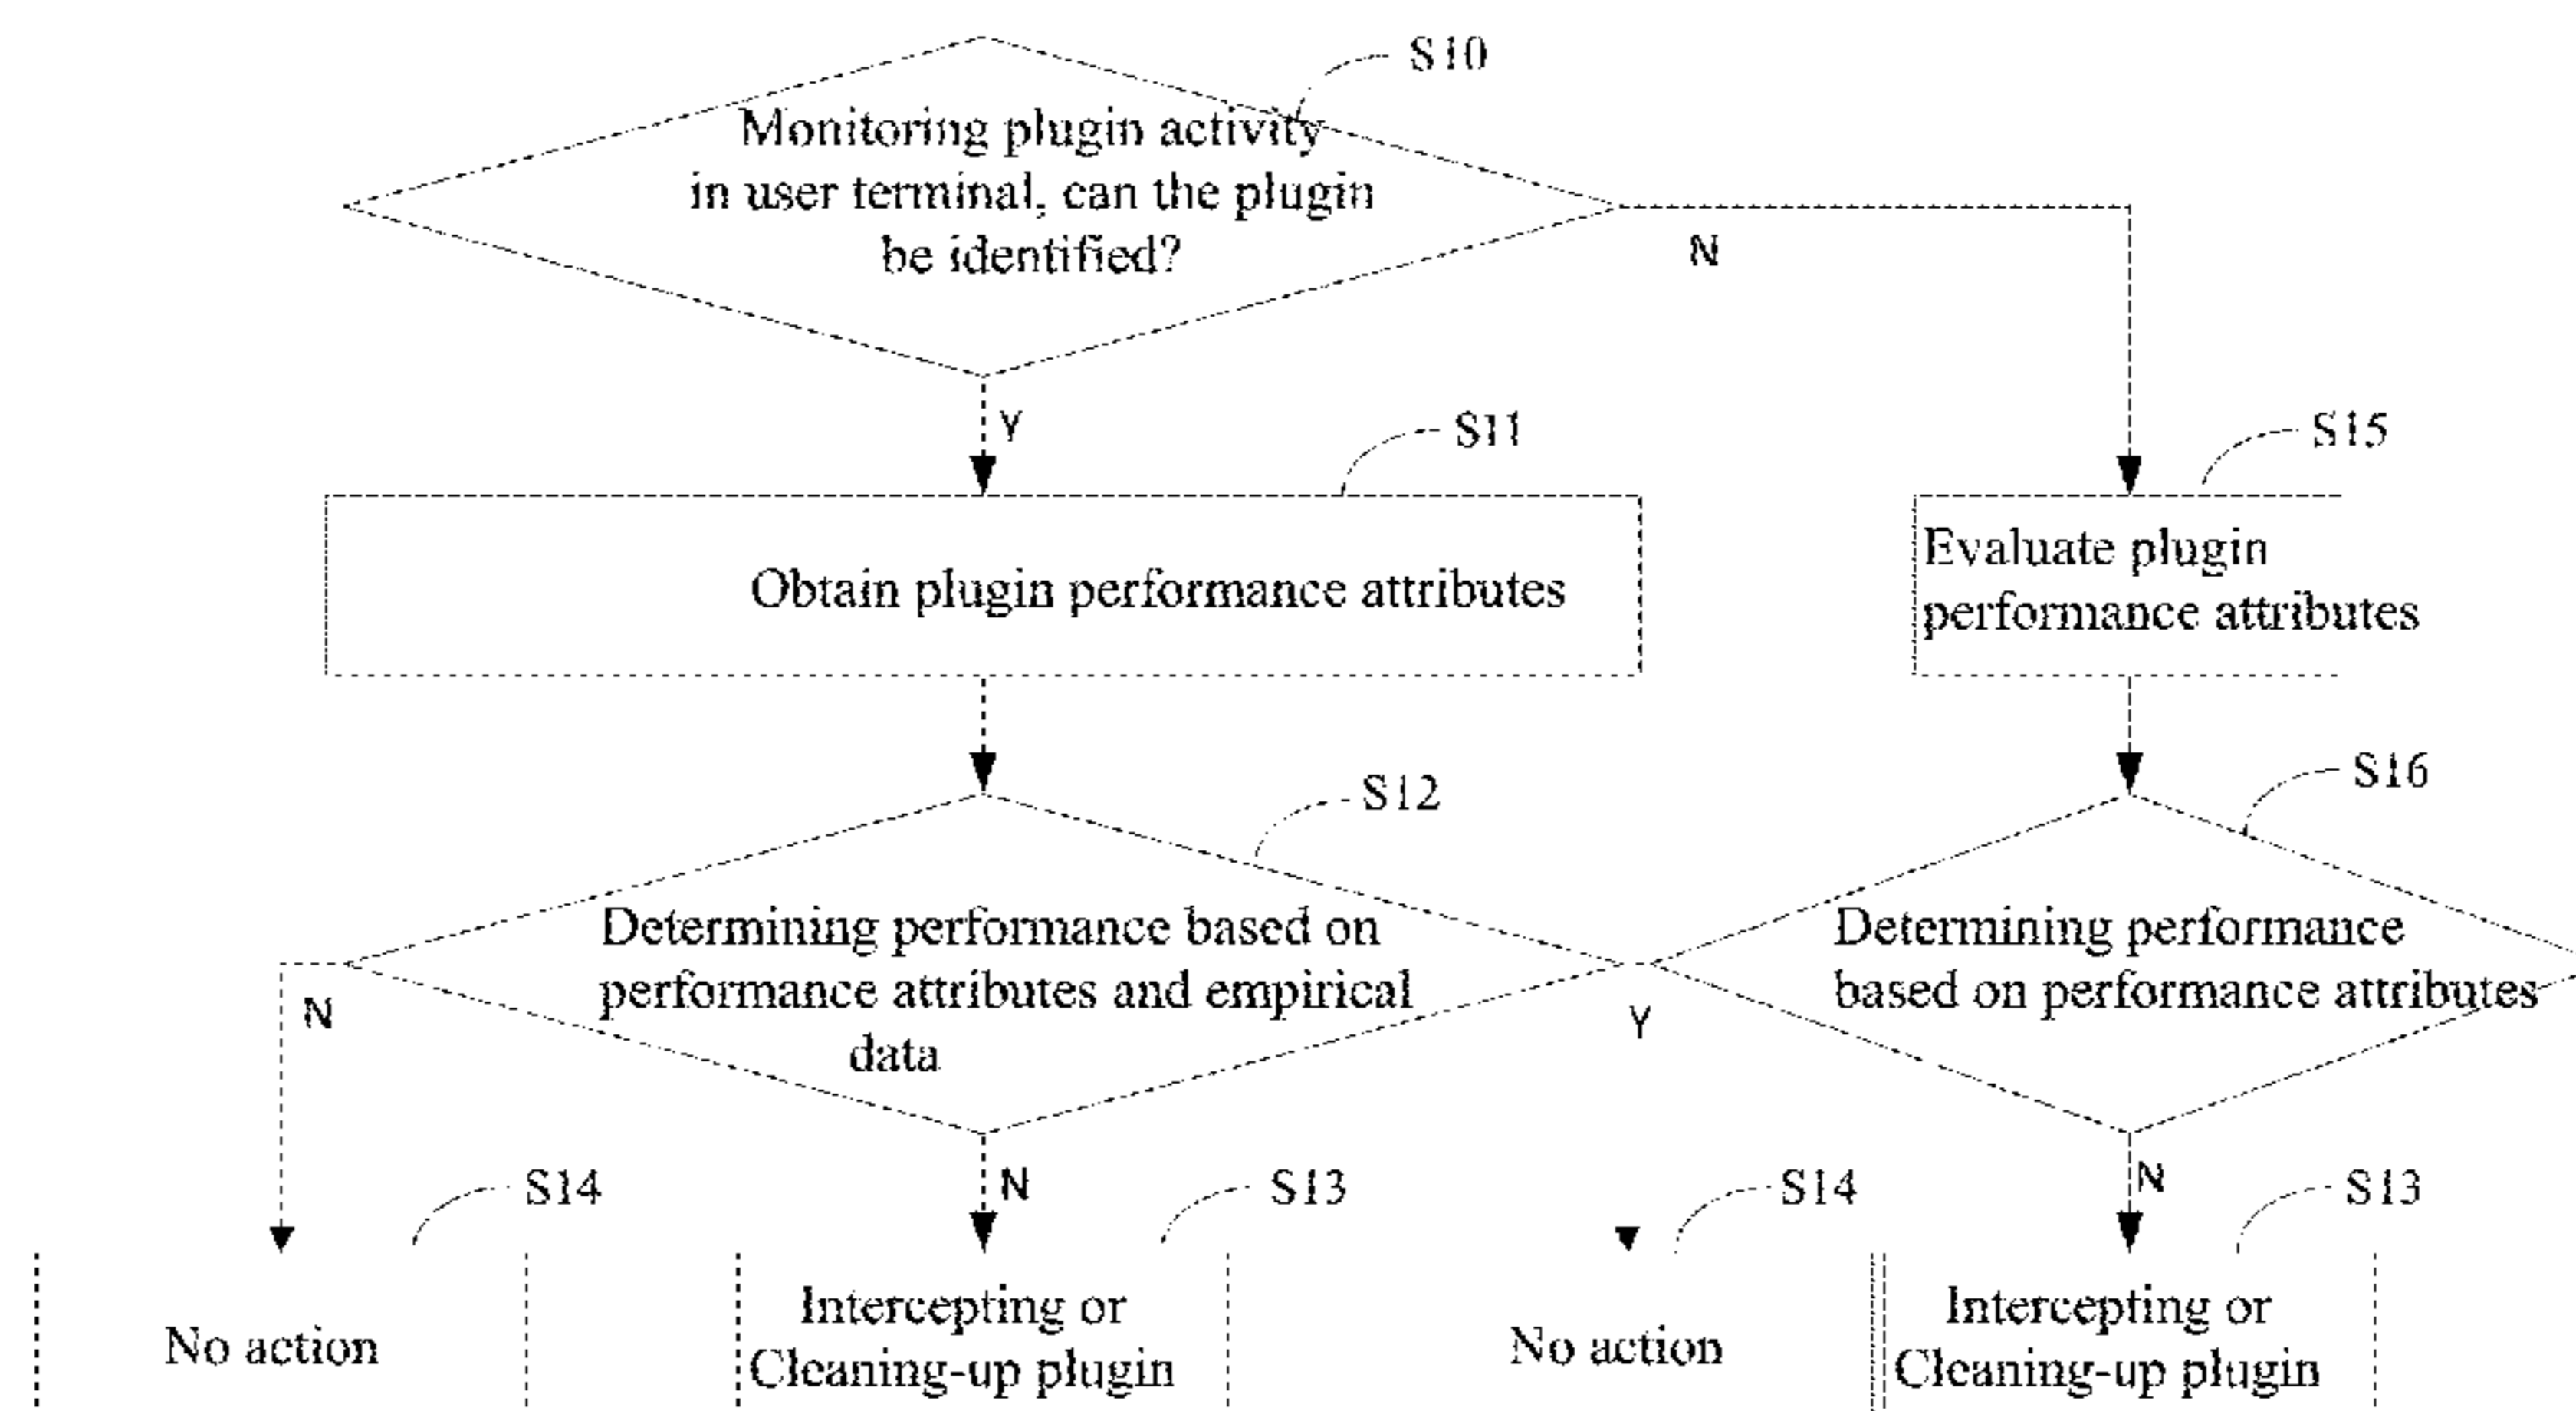 S10
Monitoring plugin activity
in user terminal, can the plugin
be identified?
N
Y
S11
S15
Obtain plugin performance attributes
Evaluate plugin
performance attributes
S12
S16
Determining performance based on
performance attributes and empirical
data
Determining performance
based on performance attributes
N
Y
N
N
S14
S13
S14
S13
No action
Intercepting or
Cleaning-up plugin
No action
Intercepting or
Cleaning-up plugin